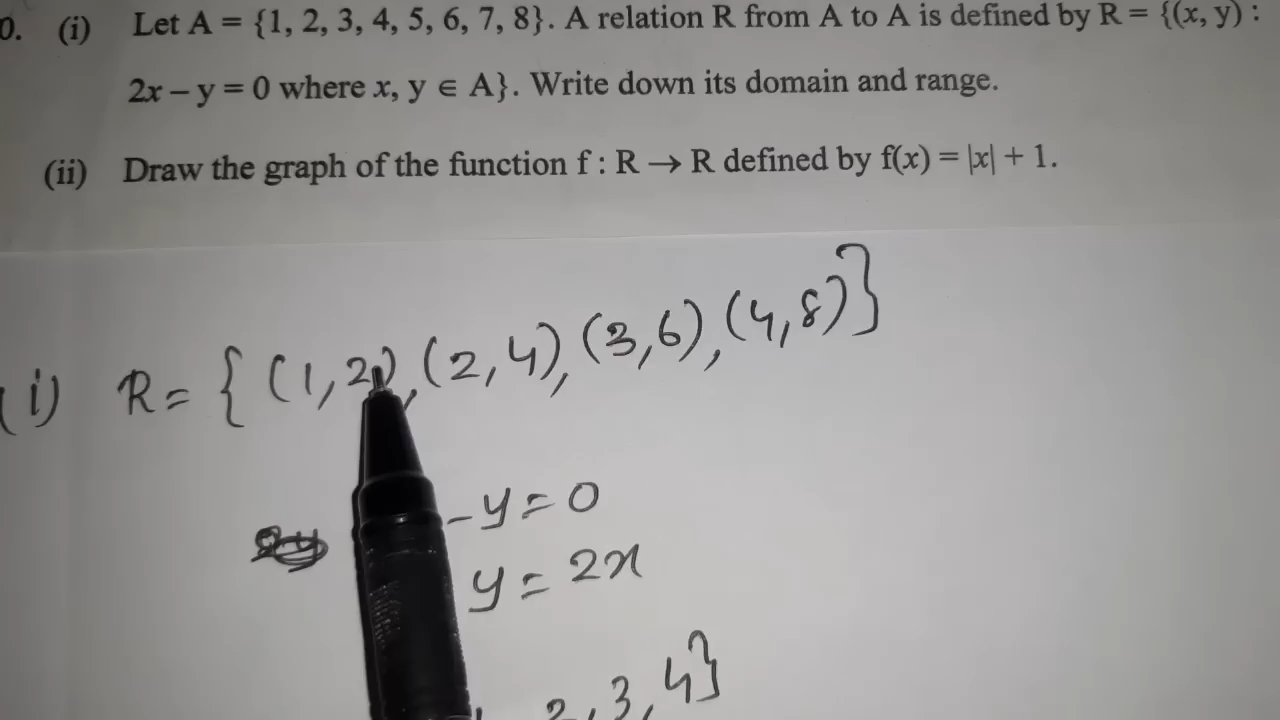 0. (i) Let A = {1, 2, 3, 4, 5, 6, 7, 8}. A relation R from A to A is defined by R = {(x, y) :
2x – y = 0 where x, y ∈ A}. Write down its domain and range.
(ii) Draw the graph of the function f : R → R defined by f(x) = |x| + 1.
(i) R = { (1,2), (2,4), (3,6), (4,8)}
– y = 0
y = 2x
2, 3, 4}